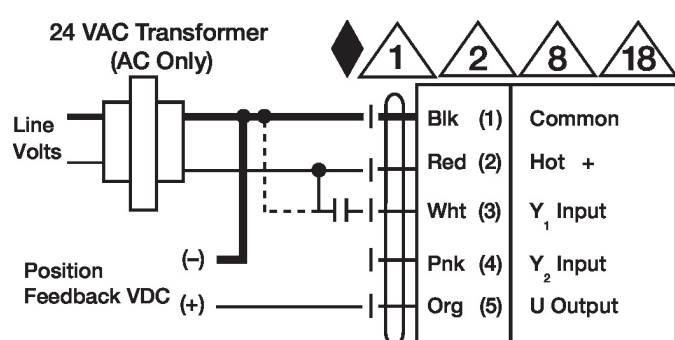 24 VAC Transformer
(AC Only)
1 2 8 18
Line
Volts
Blk (1) Common
Red (2) Hot +
Wht (3) Y1 Input
(–)
Pnk (4) Y2 Input
Position
Feedback VDC (+)
Org (5) U Output